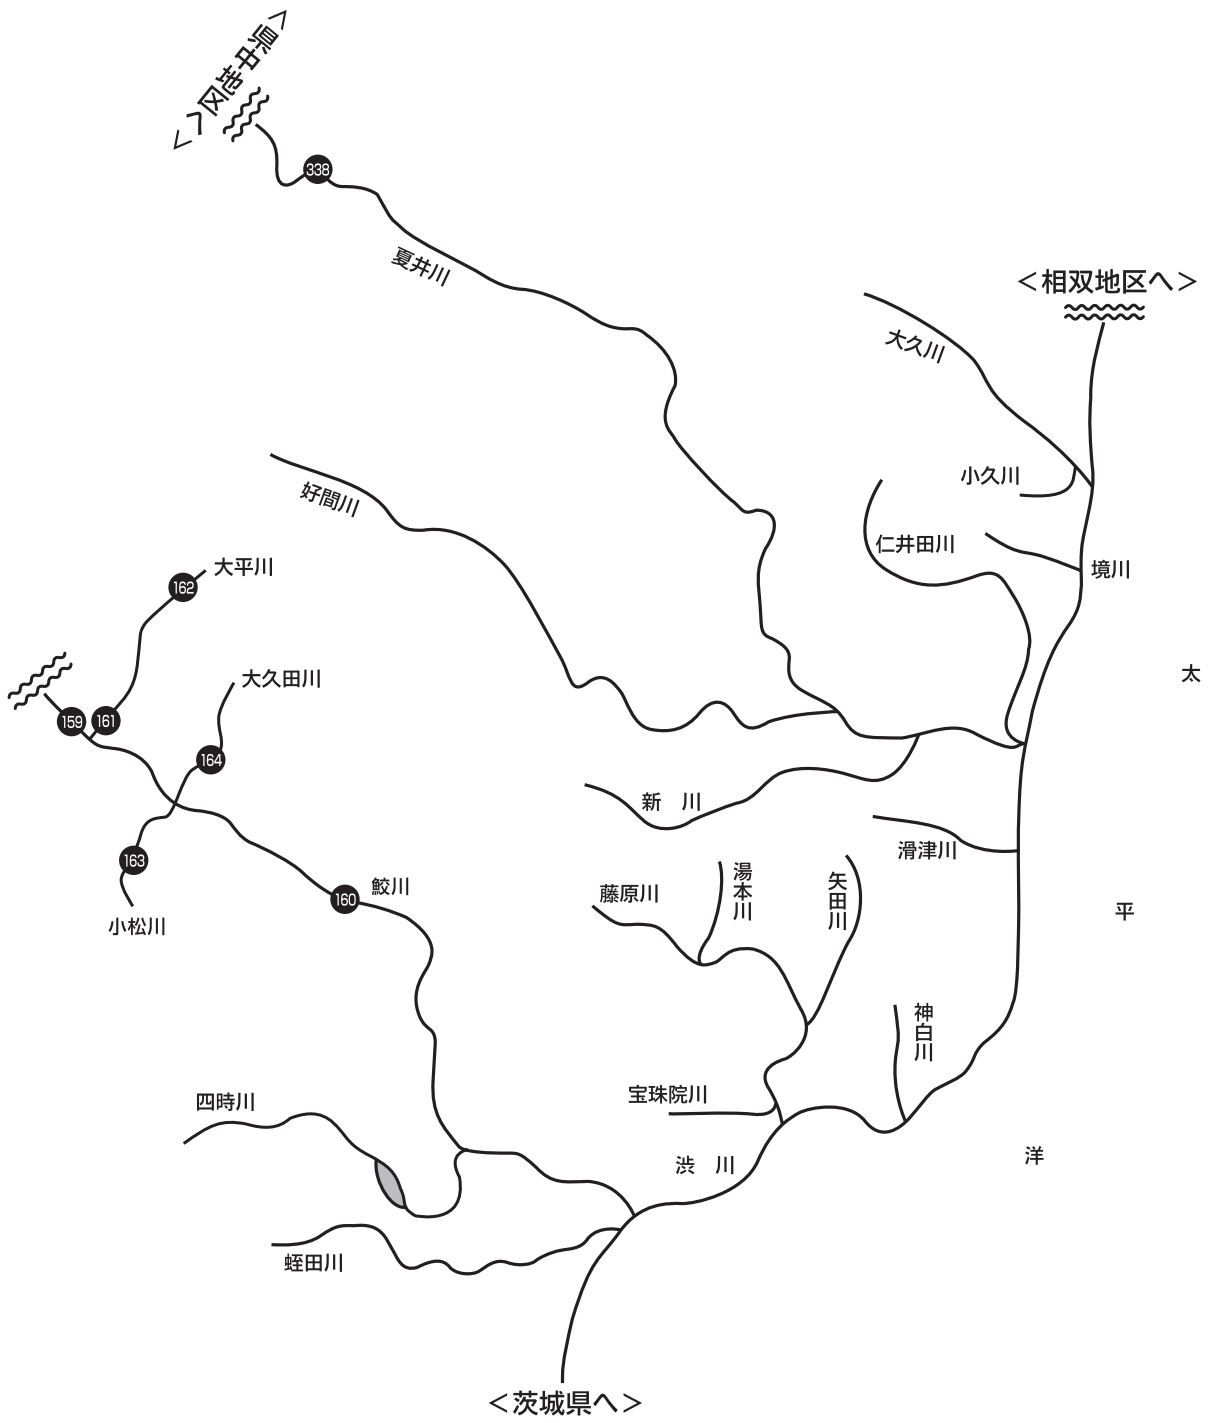 ＜県中地区へ＞
338
夏井川
＜相双地区へ＞
大久川
小久川
好間川
仁井田川
境川
大平川
162
太
大久田川
159
161
164
新　川
滑津川
163
小松川
160
鮫川
藤原川
湯本川
矢田川
平
神白川
四時川
宝珠院川
渋　川
洋
蛭田川
＜茨城県へ＞